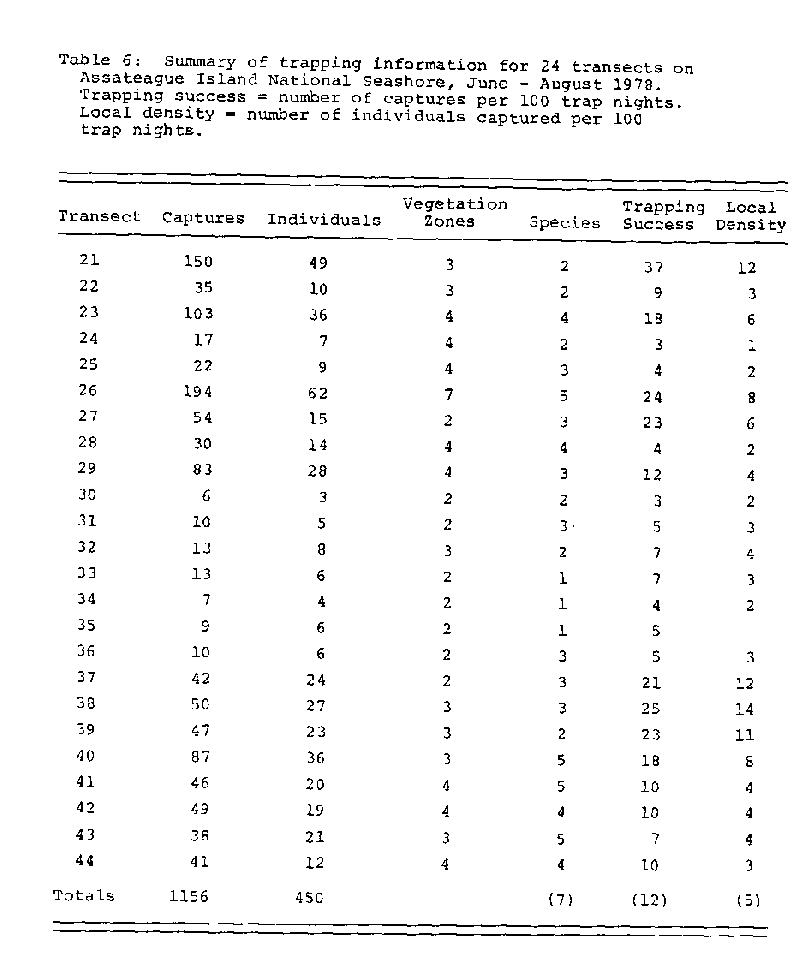 Table 6: Summary of trapping information for 24 transects on
Assateague Island National Seashore, June - August 1978.
Trapping success = number of captures per 100 trap nights.
Local density = number of individuals captured per 100
trap nights.
Vegetation Trapping Local
Transect Captures Individuals Zones Species Success Density
21 150 49 3 2 37 12
22 35 10 3 2 9 3
23 103 36 4 4 18 6
24 17 7 4 2 3 1
25 22 9 4 3 4 2
26 194 62 7 5 24 8
27 54 15 2 3 23 6
28 30 14 4 4 4 2
29 83 28 4 3 12 4
30 6 3 2 2 3 2
31 10 5 2 3 5 3
32 13 8 3 2 7 4
33 13 6 2 1 7 3
34 7 4 2 1 4 2
35 9 6 2 1 5
36 10 6 2 3 5 3
37 42 24 2 3 21 12
38 50 27 3 3 25 14
39 47 23 3 2 23 11
40 87 36 3 5 18 8
41 46 20 4 5 10 4
42 49 19 4 4 10 4
43 38 21 3 5 7 4
44 41 12 4 4 10 3
Totals 1156 450 (7) (12) (5)